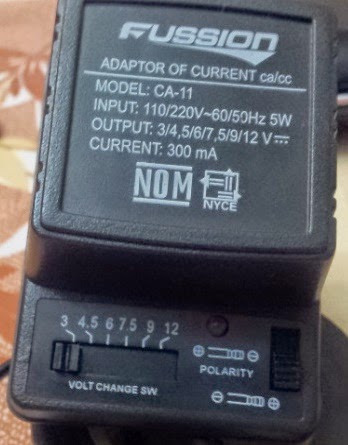 FUSSION
ADAPTOR OF CURRENT ca/cc
MODEL: CA-11
INPUT: 110/220V~60/50Hz 5W
OUTPUT: 3/4,5/6/7,5/9/12 V⎓
CURRENT: 300 mA
NOM NYCE
3 4.5 6 7.5 9 12
VOLT CHANGE SW
⊕ ⊖
POLARITY
⊖ ⊕